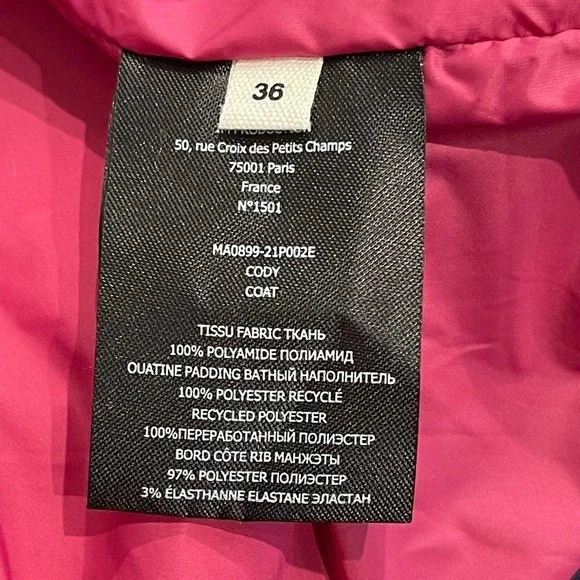 36
50, rue Croix des Petits Champs
75001 Paris
France
N°1501
MA0899-21P002E
CODY
COAT
TISSU FABRIC ТКАНЬ
100% POLYAMIDE ПОЛИАМИД
OUATINE PADDING ВАТНЫЙ НАПОЛНИТЕЛЬ
100% POLYESTER RECYCLÉ
RECYCLED POLYESTER
100%ПЕРЕРАБОТАННЫЙ ПОЛИЭСТЕР
BORD CÔTE RIB МАНЖЭТЫ
97% POLYESTER ПОЛИЭСТЕР
3% ÉLASTHANNE ELASTANE ЭЛАСТАН